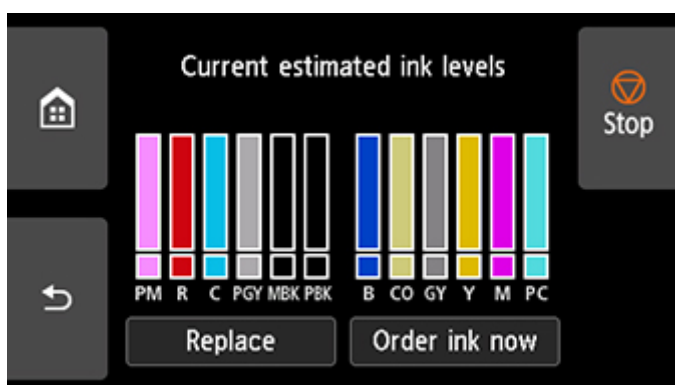 Current estimated ink levels
Stop
PM R C PGY MBK PBK B CO GY Y M PC
Replace Order ink now